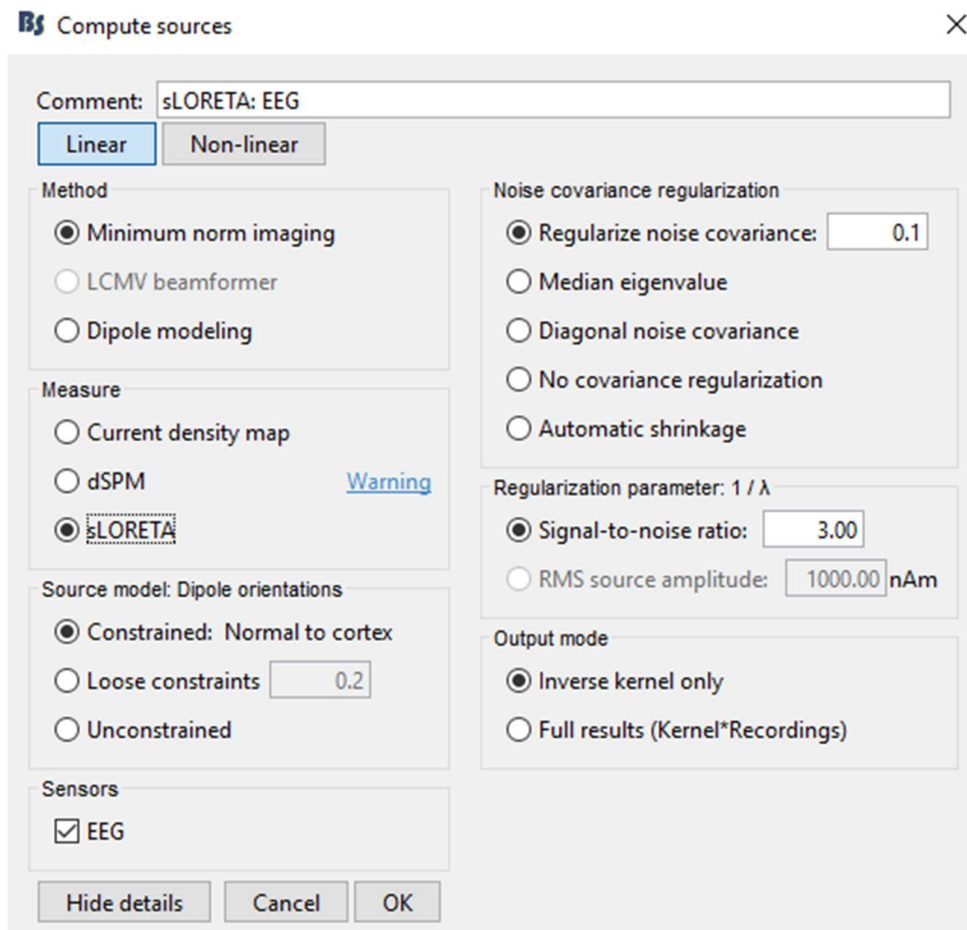 BS Compute sources
Comment: sLORETA: EEG
Linear Non-linear
Method
Minimum norm imaging
LCMV beamformer
Dipole modeling
Measure
Current density map
dSPM Warning
sLORETA
Source model: Dipole orientations
Constrained: Normal to cortex
Loose constraints 0.2
Unconstrained
Sensors
EEG
Noise covariance regularization
Regularize noise covariance: 0.1
Median eigenvalue
Diagonal noise covariance
No covariance regularization
Automatic shrinkage
Regularization parameter: 1 / λ
Signal-to-noise ratio: 3.00
RMS source amplitude: 1000.00 nAm
Output mode
Inverse kernel only
Full results (Kernel*Recordings)
Hide details Cancel OK